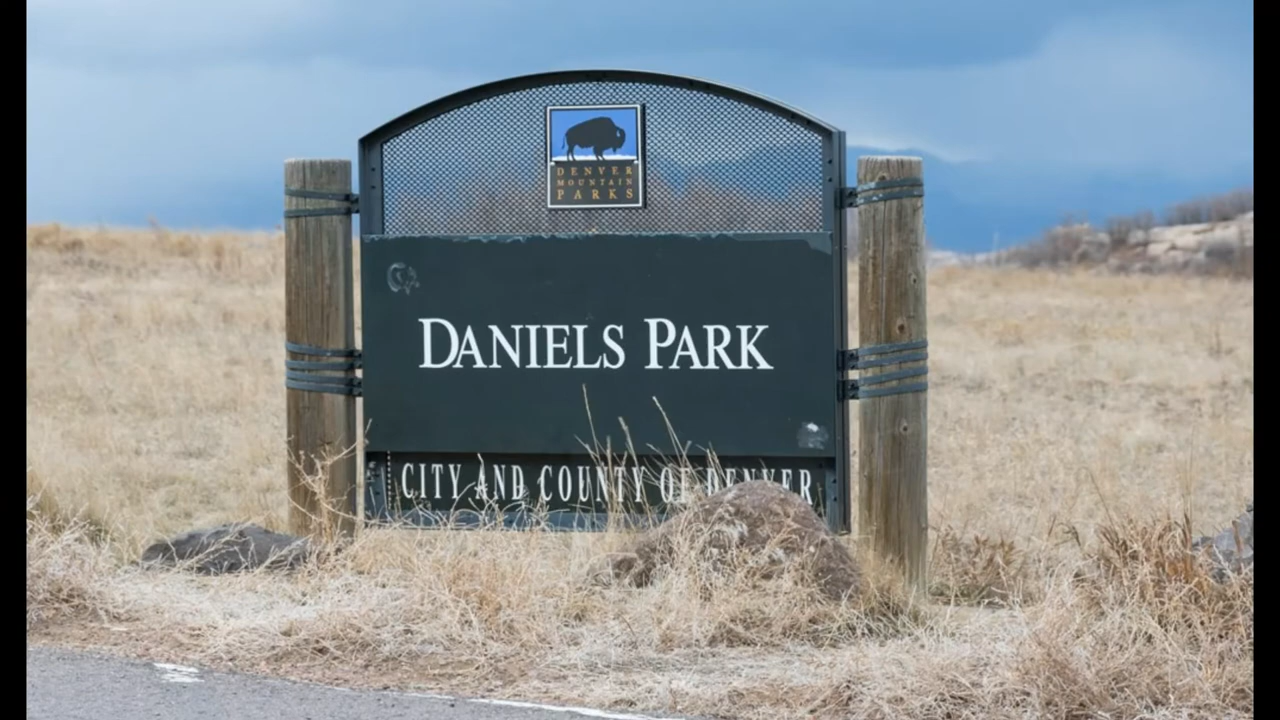 DENVER
MOUNTAIN
PARKS
DANIELS PARK
CITY AND COUNTY OF DENVER